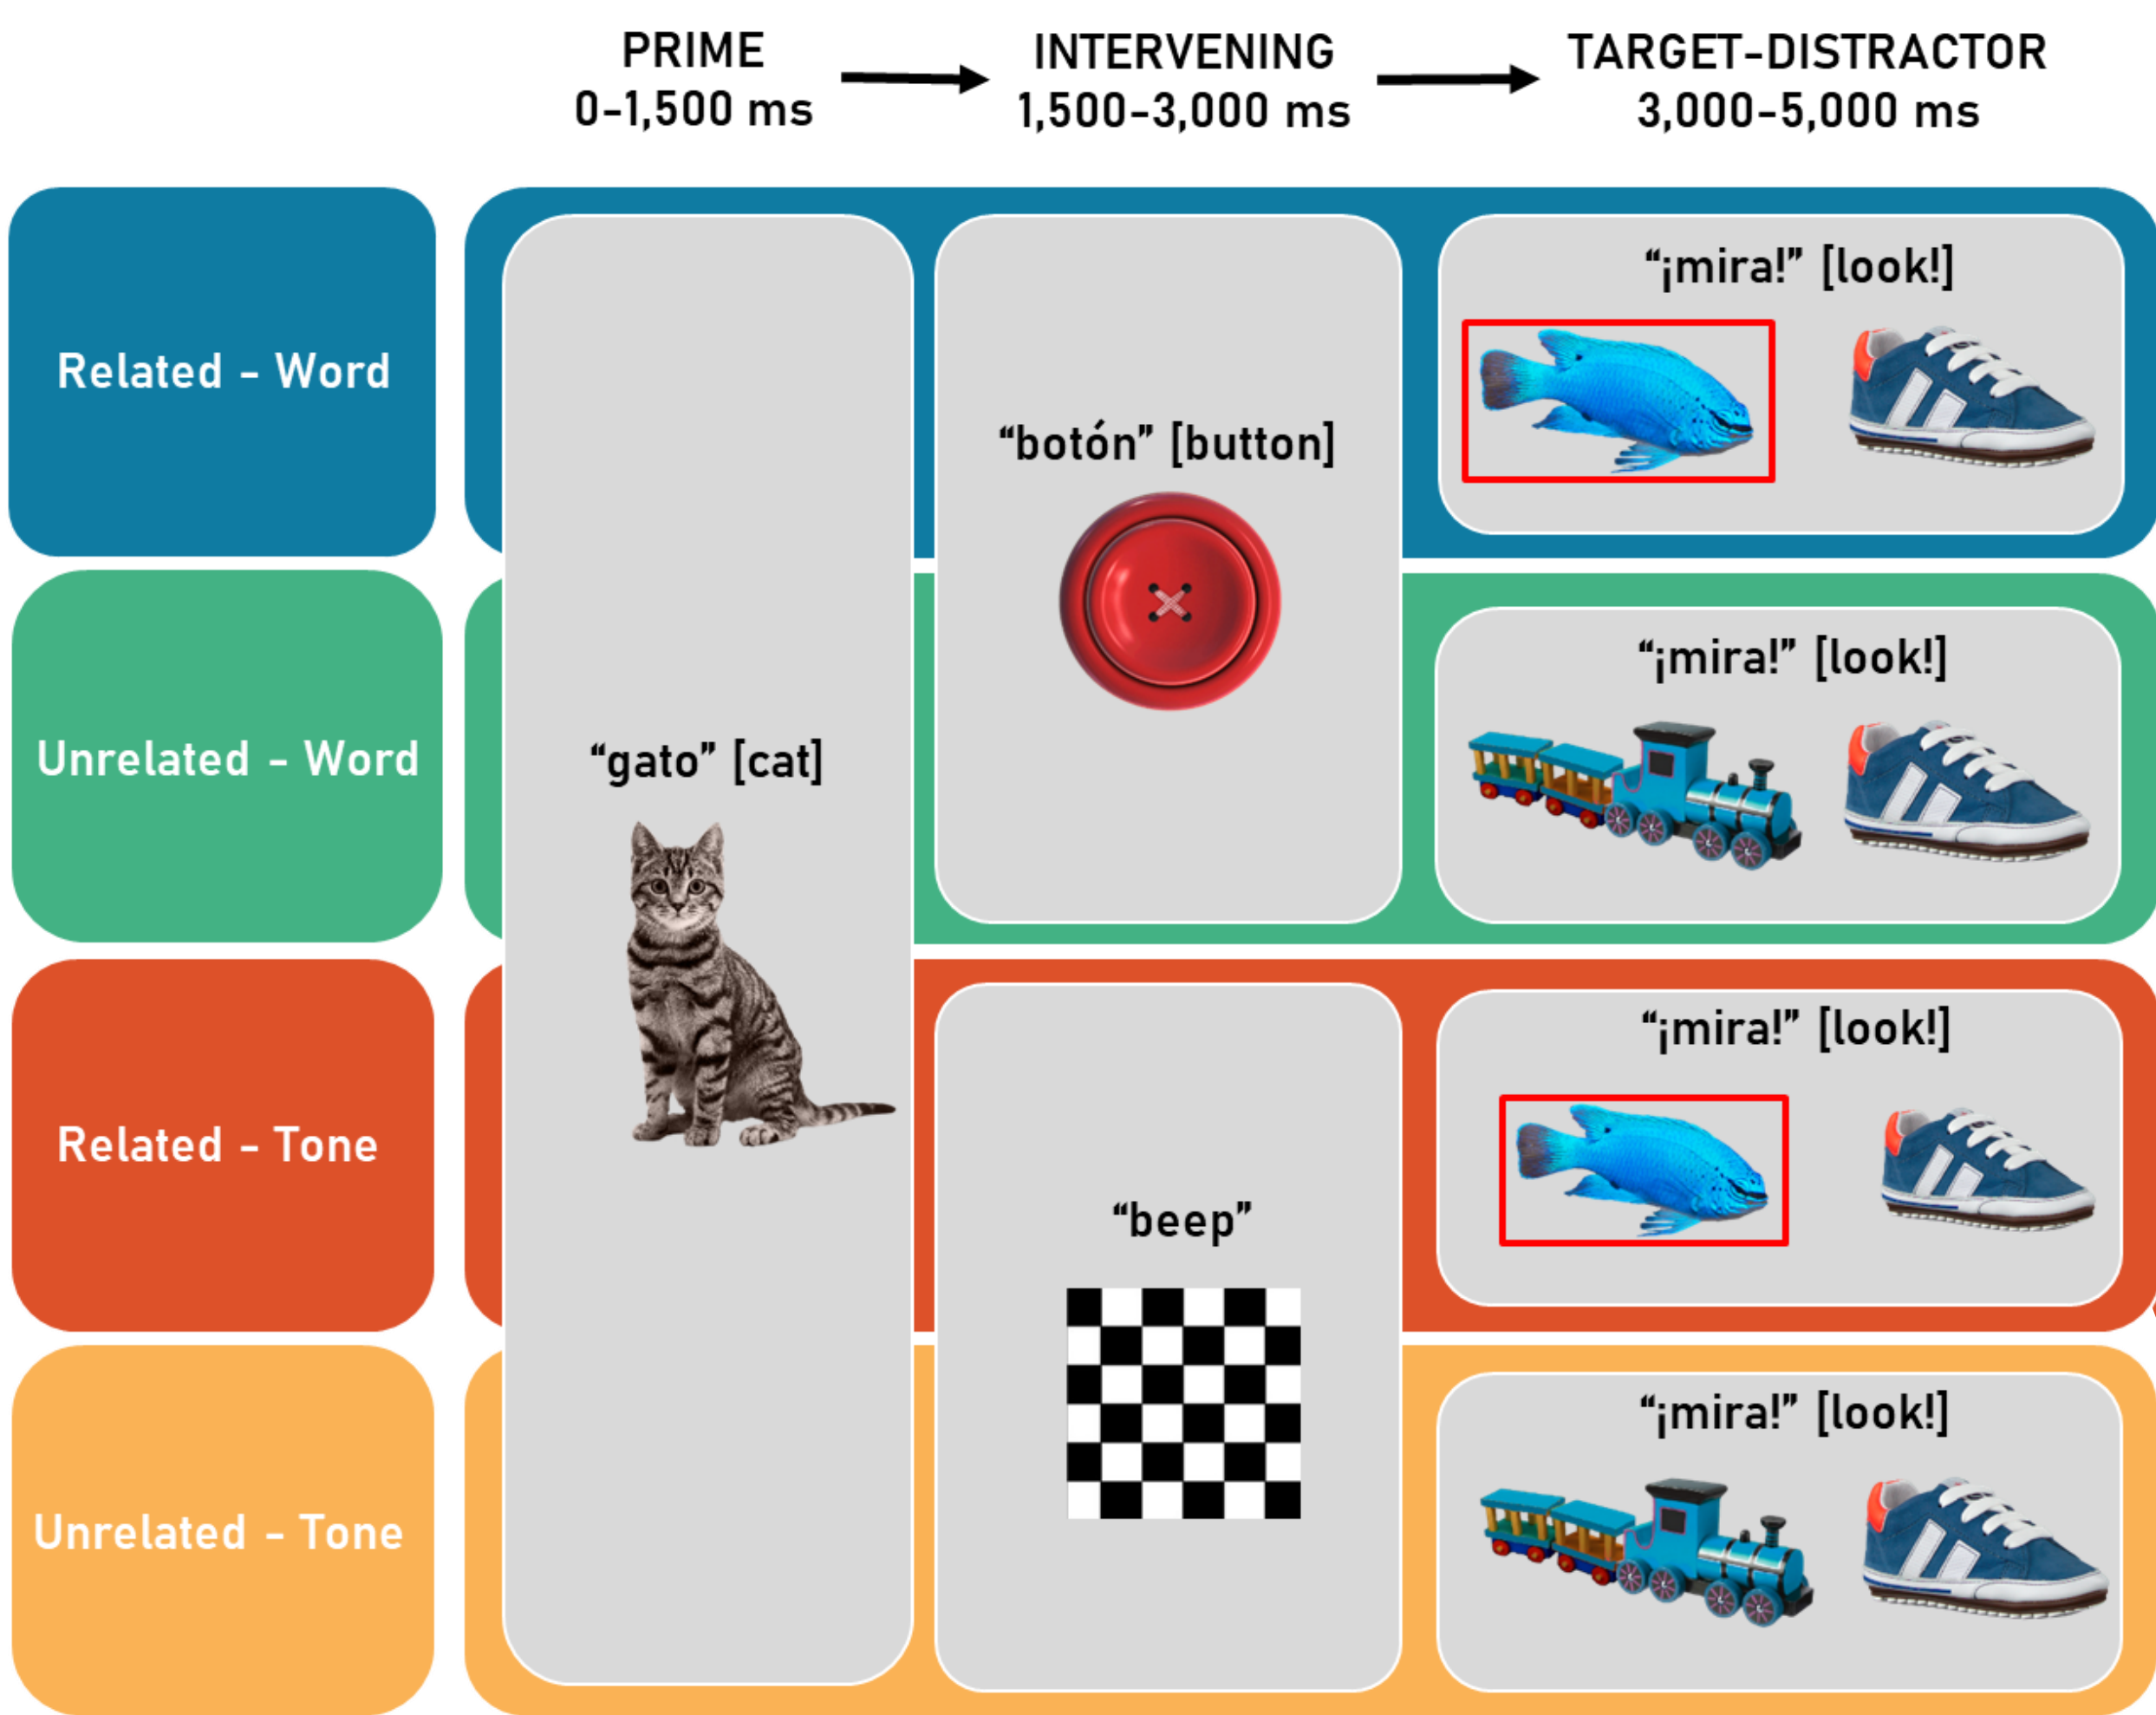 PRIME
0-1,500 ms
INTERVENING
1,500-3,000 ms
TARGET-DISTRACTOR
3,000-5,000 ms
Related - Word
“botón” [button]
“¡mira!” [look!]
Unrelated - Word
“gato” [cat]
“¡mira!” [look!]
Related - Tone
“beep”
“¡mira!” [look!]
Unrelated - Tone
“¡mira!” [look!]